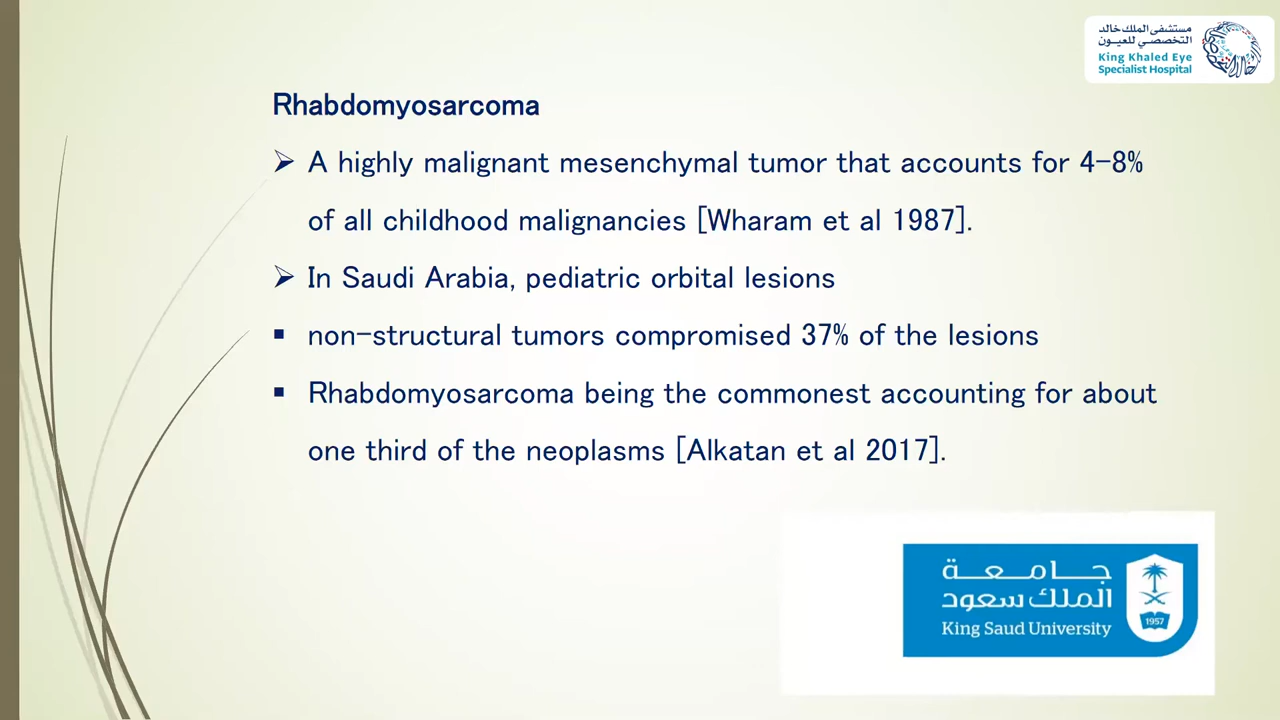 مستشفى الملك خالد
التخصصي للعيون
King Khaled Eye
Specialist Hospital
Rhabdomyosarcoma
➢ A highly malignant mesenchymal tumor that accounts for 4-8%
of all childhood malignancies [Wharam et al 1987].
➢ In Saudi Arabia, pediatric orbital lesions
▪ non-structural tumors compromised 37% of the lesions
▪ Rhabdomyosarcoma being the commonest accounting for about
one third of the neoplasms [Alkatan et al 2017].
جامعة
الملك سعود
King Saud University
1957